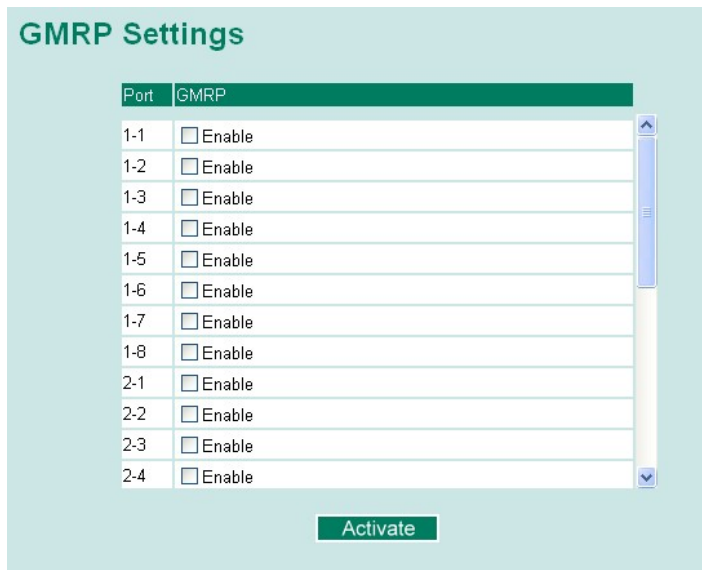 GMRP Settings
Port GMRP
1-1 Enable
1-2 Enable
1-3 Enable
1-4 Enable
1-5 Enable
1-6 Enable
1-7 Enable
1-8 Enable
2-1 Enable
2-2 Enable
2-3 Enable
2-4 Enable
Activate